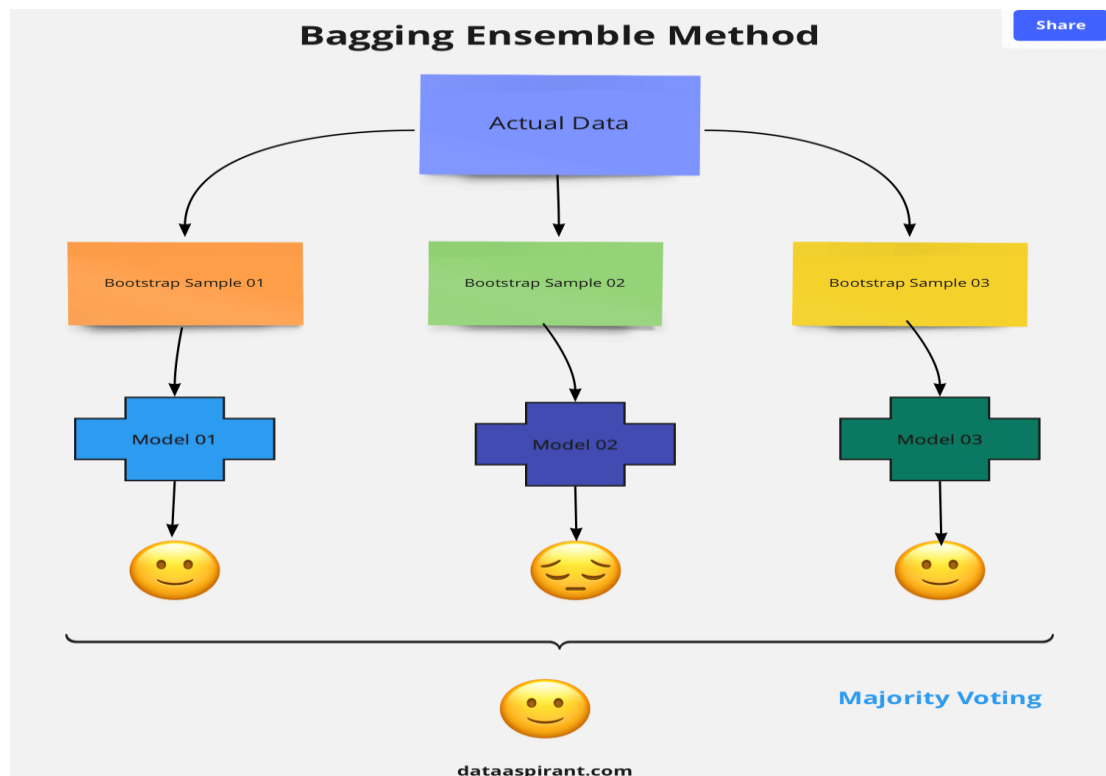 Bagging Ensemble Method
Share
Actual Data
Bootstrap Sample 01
Bootstrap Sample 02
Bootstrap Sample 03
Model 01
Model 02
Model 03
Majority Voting
dataaspirant.com